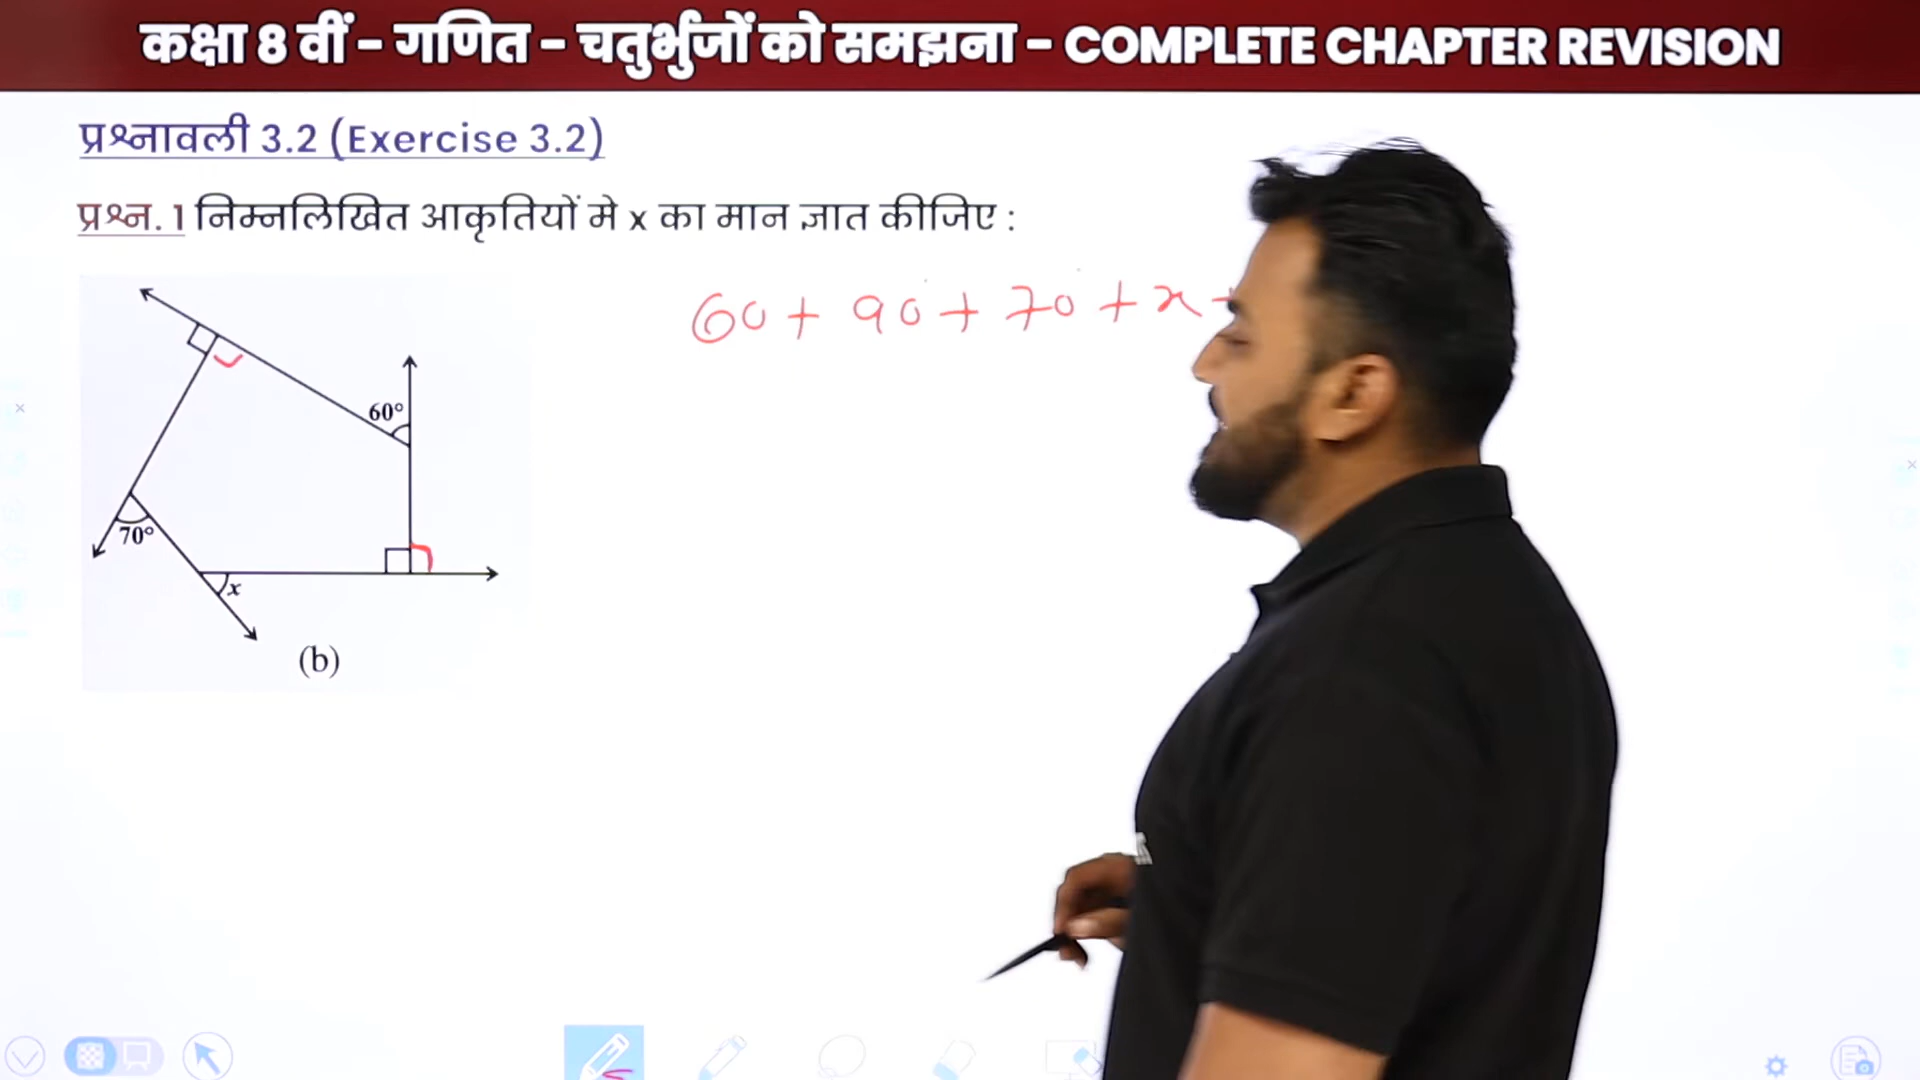 कक्षा 8 वीं – गणित – चतुर्भुजों को समझना – COMPLETE CHAPTER REVISION
प्रश्नावली 3.2 (Exercise 3.2)
प्रश्न. 1 निम्नलिखित आकृतियों मे x का मान ज्ञात कीजिए :
60 + 90 + 70 + x +
60°
70°
x
(b)